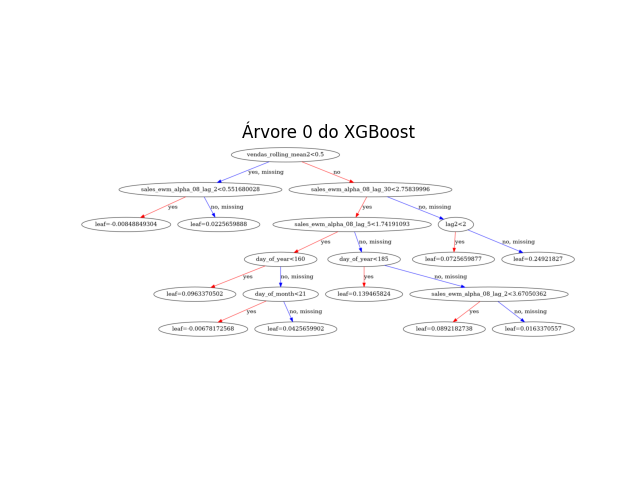 Árvore 0 do XGBoost
vendas_rolling_mean2<0.5
yes, missing
no
sales_ewm_alpha_08_lag_2<0.551680028
sales_ewm_alpha_08_lag_30<2.75839996
yes
no, missing
yes
no, missing
leaf=-0.00848849304
leaf=0.0225659888
sales_ewm_alpha_08_lag_5<1.74191093
lag2<2
yes
no, missing
yes
no, missing
day_of_year<160
day_of_year<185
leaf=0.0725659877
leaf=0.24921827
yes
no, missing
yes
no, missing
leaf=0.0963370502
day_of_month<21
leaf=0.139465824
sales_ewm_alpha_08_lag_2<3.67050362
yes
no, missing
yes
no, missing
leaf=-0.00678172568
leaf=0.0425659902
leaf=0.0892182738
leaf=0.0163370557